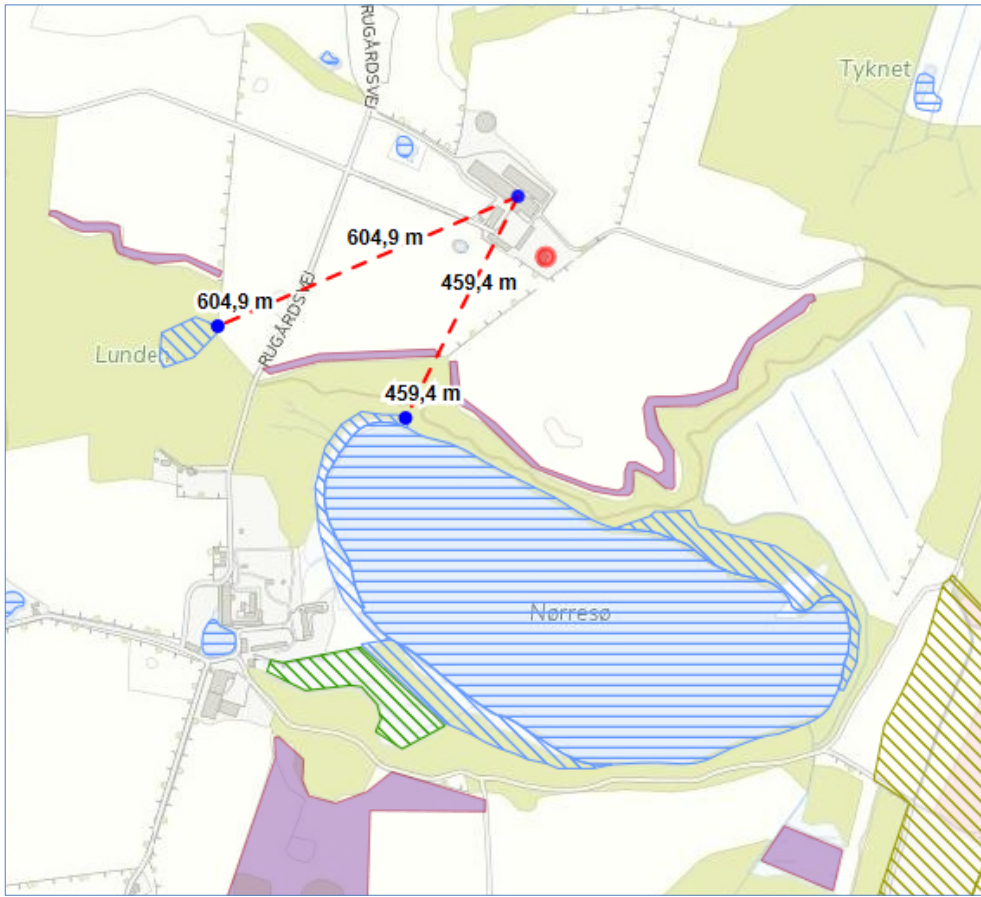 RUGÅRDSVEJ
Tyknet
604,9 m
459,4 m
604,9 m
RUGÅRDSVEJ
Lunden
459,4 m
Nørresø